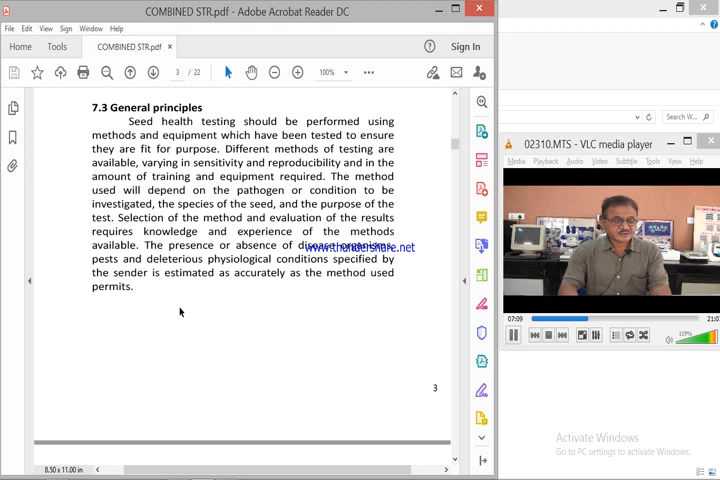 COMBINED STR.pdf - Adobe Acrobat Reader DC
File Edit View Sign Window Help
Home Tools COMBINED STR.pdf × Sign In
3 / 22 100%
7.3 General principles
Seed health testing should be performed using
methods and equipment which have been tested to ensure
they are fit for purpose. Different methods of testing are
available, varying in sensitivity and reproducibility and in the
amount of training and equipment required. The method
used will depend on the pathogen or condition to be
investigated, the species of the seed, and the purpose of the
test. Selection of the method and evaluation of the results
requires knowledge and experience of the methods
available. The presence or absence of disease organisms,
www.thundershare.net
pests and deleterious physiological conditions specified by
the sender is estimated as accurately as the method used
permits.
3
8.50 x 11.00 in
Search W...
02310.MTS - VLC media player
Media Playback Audio Video Subtitle Tools View Help
07:09 21:0
119%
Activate Windows
Go to PC settings to activate Windows.